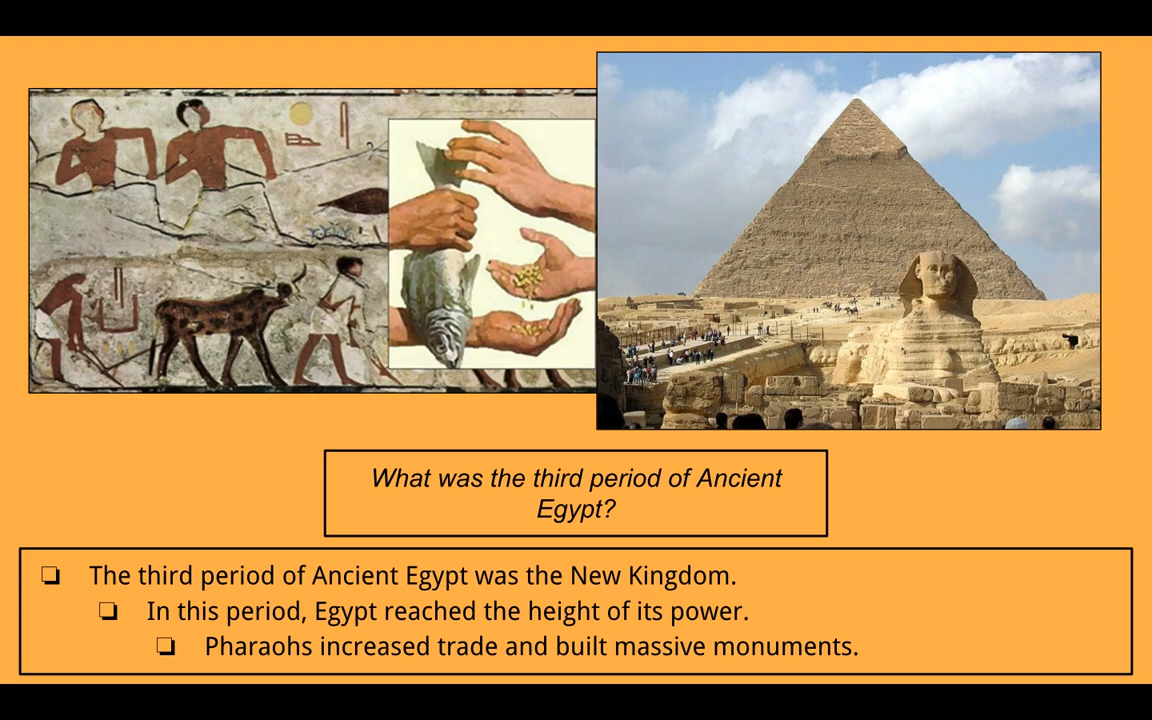 What was the third period of Ancient
Egypt?
❏ The third period of Ancient Egypt was the New Kingdom.
❏ In this period, Egypt reached the height of its power.
❏ Pharaohs increased trade and built massive monuments.